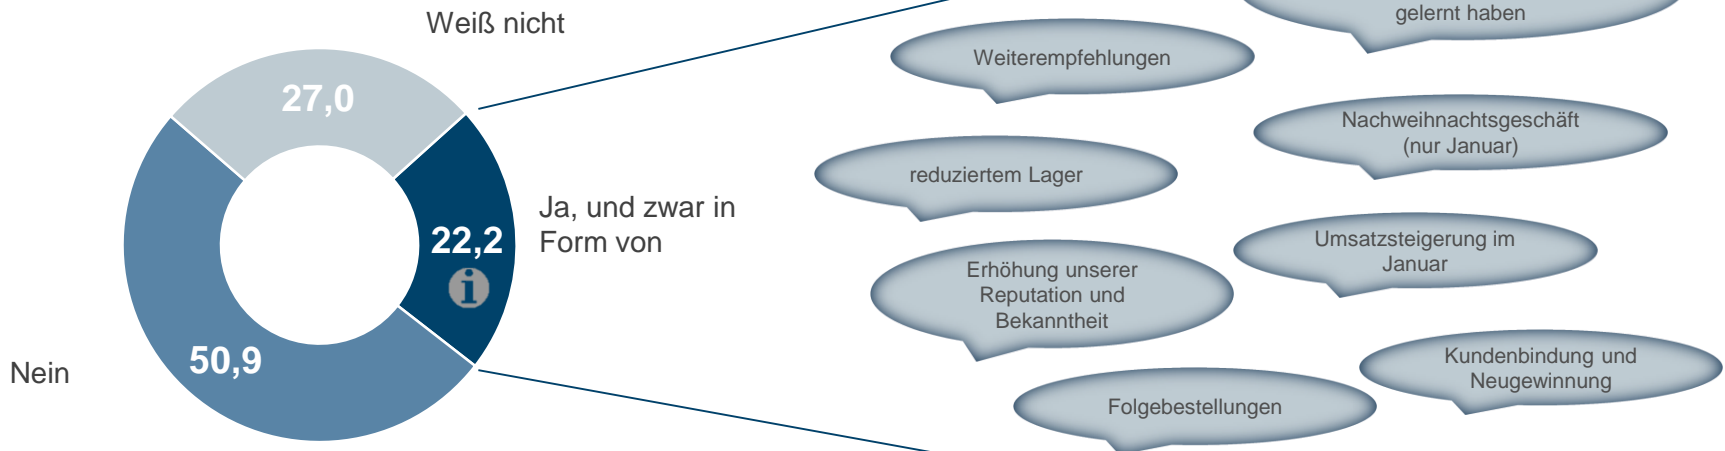 Weiß nicht
27,0
Ja, und zwar in
Form von
22,2
i
50,9
Nein
gelernt haben
Weiterempfehlungen
Nachweihnachtsgeschäft
(nur Januar)
reduziertem Lager
Umsatzsteigerung im
Januar
Erhöhung unserer
Reputation und
Bekanntheit
Kundenbindung und
Neugewinnung
Folgebestellungen